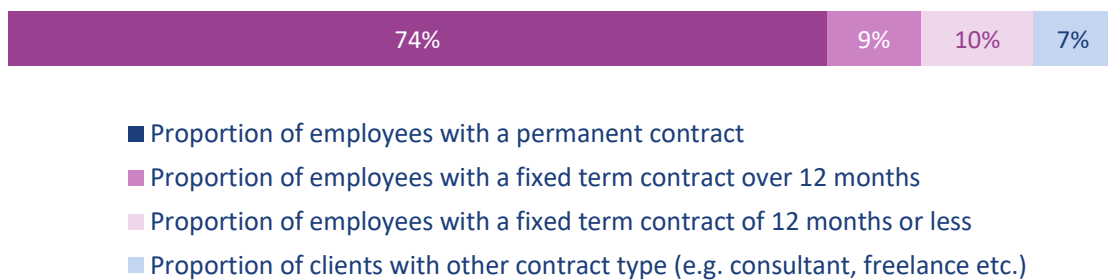 74% 9% 10% 7%
Proportion of employees with a permanent contract
Proportion of employees with a fixed term contract over 12 months
Proportion of employees with a fixed term contract of 12 months or less
Proportion of clients with other contract type (e.g. consultant, freelance etc.)